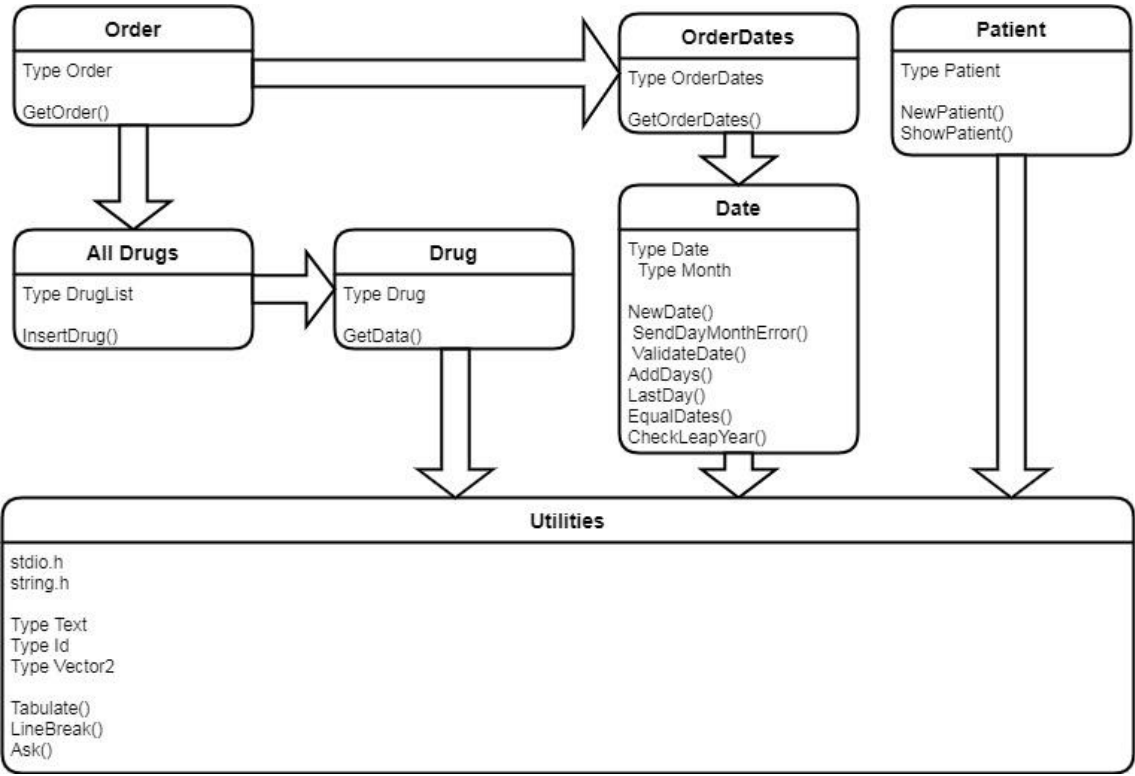 Order
Type Order
GetOrder()
OrderDates
Type OrderDates
GetOrderDates()
Patient
Type Patient
NewPatient()
ShowPatient()
All Drugs
Type DrugList
InsertDrug()
Drug
Type Drug
GetData()
Date
Type Date
Type Month
NewDate()
SendDayMonthError()
ValidateDate()
AddDays()
LastDay()
EqualDates()
CheckLeapYear()
Utilities
stdio.h
string.h
Type Text
Type Id
Type Vector2
Tabulate()
LineBreak()
Ask()